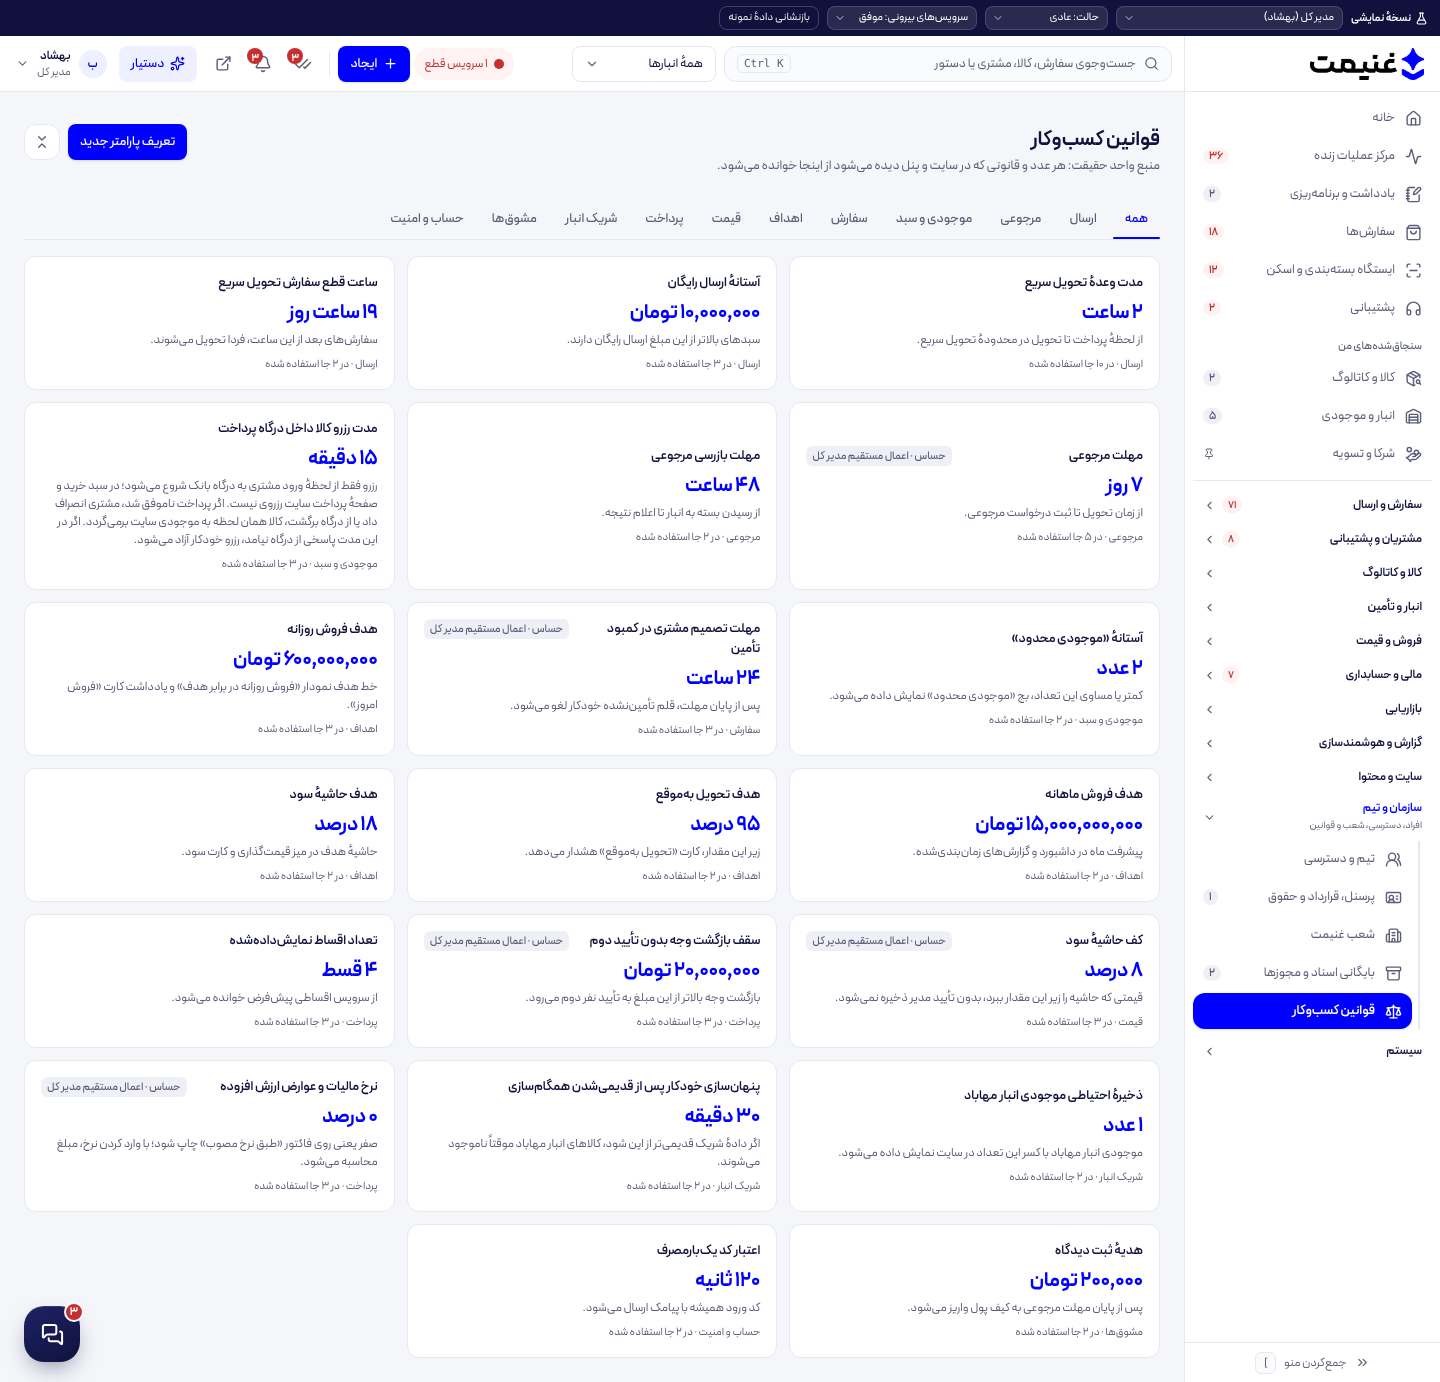 نسخهٔ نمایشی
مدیر کل (بهشاد)
حالت: عادی
سرویس‌های بیرونی: موفق
بازنشانی دادهٔ نمونه
غنیمت
جست‌وجوی سفارش، کالا، مشتری یا دستور
Ctrl K
همهٔ انبارها
۱ سرویس قطع
ایجاد
۳
۳
دستیار
ب
بهشاد
مدیر کل
خانه
مرکز عملیات زنده
۳۶
یادداشت و برنامه‌ریزی
۲
سفارش‌ها
۱۸
ایستگاه بسته‌بندی و اسکن
۱۲
پشتیبانی
۲
سنجاق‌شده‌های من
کالا و کاتالوگ
۲
انبار و موجودی
۵
شرکا و تسویه
سفارش و ارسال
۷۱
مشتریان و پشتیبانی
۸
کالا و کاتالوگ
انبار و تأمین
فروش و قیمت
مالی و حسابداری
۷
بازاریابی
گزارش و هوشمندسازی
سایت و محتوا
سازمان و تیم
افراد، دسترسی، شعب و قوانین
تیم و دسترسی
پرسنل، قرارداد و حقوق
۱
شعب غنیمت
بایگانی اسناد و مجوزها
۲
قوانین کسب‌وکار
سیستم
جمع‌کردن منو
[
قوانین کسب‌وکار
منبع واحد حقیقت: هر عدد و قانونی که در سایت و پنل دیده می‌شود از اینجا خوانده می‌شود.
تعریف پارامتر جدید
همه
ارسال
مرجوعی
موجودی و سبد
سفارش
اهداف
قیمت
پرداخت
شریک انبار
مشوق‌ها
حساب و امنیت
مدت وعدهٔ تحویل سریع
۲ ساعت
از لحظهٔ پرداخت تا تحویل در محدودهٔ تحویل سریع.
ارسال · در ۱۰ جا استفاده شده
آستانهٔ ارسال رایگان
۱۰,۰۰۰,۰۰۰ تومان
سبدهای بالاتر از این مبلغ ارسال رایگان دارند.
ارسال · در ۳ جا استفاده شده
ساعت قطع سفارش تحویل سریع
۱۹ ساعت روز
سفارش‌های بعد از این ساعت، فردا تحویل می‌شوند.
ارسال · در ۲ جا استفاده شده
مهلت مرجوعی
حساس · اعمال مستقیم مدیر کل
۷ روز
از زمان تحویل تا ثبت درخواست مرجوعی.
مرجوعی · در ۵ جا استفاده شده
مهلت بازرسی مرجوعی
۴۸ ساعت
از رسیدن بسته به انبار تا اعلام نتیجه.
مرجوعی · در ۲ جا استفاده شده
مدت رزرو کالا داخل درگاه پرداخت
۱۵ دقیقه
رزرو فقط از لحظهٔ ورود مشتری به درگاه بانک شروع می‌شود؛ در سبد خرید و
صفحهٔ پرداخت سایت رزروی نیست. اگر پرداخت ناموفق شد، مشتری انصراف
داد یا از درگاه برگشت، کالا همان لحظه به موجودی سایت برمی‌گردد. اگر در
این مدت پاسخی از درگاه نیامد، رزرو خودکار آزاد می‌شود.
موجودی و سبد · در ۳ جا استفاده شده
آستانهٔ «موجودی محدود»
۲ عدد
کمتر یا مساوی این تعداد، بج «موجودی محدود» نمایش داده می‌شود.
موجودی و سبد · در ۲ جا استفاده شده
مهلت تصمیم مشتری در کمبود
تأمین
حساس · اعمال مستقیم مدیر کل
۲۴ ساعت
پس از پایان مهلت، قلم تأمین‌نشده خودکار لغو می‌شود.
سفارش · در ۳ جا استفاده شده
هدف فروش روزانه
۶۰۰,۰۰۰,۰۰۰ تومان
خط هدف نمودار «فروش روزانه در برابر هدف» و یادداشت کارت «فروش
امروز».
اهداف · در ۳ جا استفاده شده
هدف فروش ماهانه
۱۵,۰۰۰,۰۰۰,۰۰۰ تومان
پیشرفت ماه در داشبورد و گزارش‌های زمان‌بندی‌شده.
اهداف · در ۲ جا استفاده شده
هدف تحویل به‌موقع
۹۵ درصد
زیر این مقدار، کارت «تحویل به‌موقع» هشدار می‌دهد.
اهداف · در ۲ جا استفاده شده
هدف حاشیهٔ سود
۱۸ درصد
حاشیهٔ هدف در میز قیمت‌گذاری و کارت سود.
اهداف · در ۲ جا استفاده شده
کف حاشیهٔ سود
حساس · اعمال مستقیم مدیر کل
۸ درصد
قیمتی که حاشیه را زیر این مقدار ببرد، بدون تأیید مدیر ذخیره نمی‌شود.
قیمت · در ۳ جا استفاده شده
سقف بازگشت وجه بدون تأیید دوم
حساس · اعمال مستقیم مدیر کل
۲۰,۰۰۰,۰۰۰ تومان
بازگشت وجه بالاتر از این مبلغ به تأیید نفر دوم می‌رود.
پرداخت · در ۳ جا استفاده شده
تعداد اقساط نمایش‌داده‌شده
۴ قسط
از سرویس اقساطی پیش‌فرض خوانده می‌شود.
پرداخت · در ۳ جا استفاده شده
ذخیرهٔ احتیاطی موجودی انبار مهاباد
۱ عدد
موجودی انبار مهاباد با کسر این تعداد در سایت نمایش داده می‌شود.
شریک انبار · در ۲ جا استفاده شده
پنهان‌سازی خودکار پس از قدیمی‌شدن همگام‌سازی
۳۰ دقیقه
اگر دادهٔ شریک قدیمی‌تر از این شود، کالاهای انبار مهاباد موقتاً ناموجود
می‌شوند.
شریک انبار · در ۲ جا استفاده شده
نرخ مالیات و عوارض ارزش افزوده
حساس · اعمال مستقیم مدیر کل
۰ درصد
صفر یعنی روی فاکتور «طبق نرخ مصوب» چاپ شود؛ با وارد کردن نرخ، مبلغ
محاسبه می‌شود.
پرداخت · در ۳ جا استفاده شده
هدیهٔ ثبت دیدگاه
۲۰۰,۰۰۰ تومان
پس از پایان مهلت مرجوعی به کیف پول واریز می‌شود.
مشوق‌ها · در ۲ جا استفاده شده
اعتبار کد یک‌بارمصرف
۱۲۰ ثانیه
کد ورود همیشه با پیامک ارسال می‌شود.
حساب و امنیت · در ۲ جا استفاده شده
۳